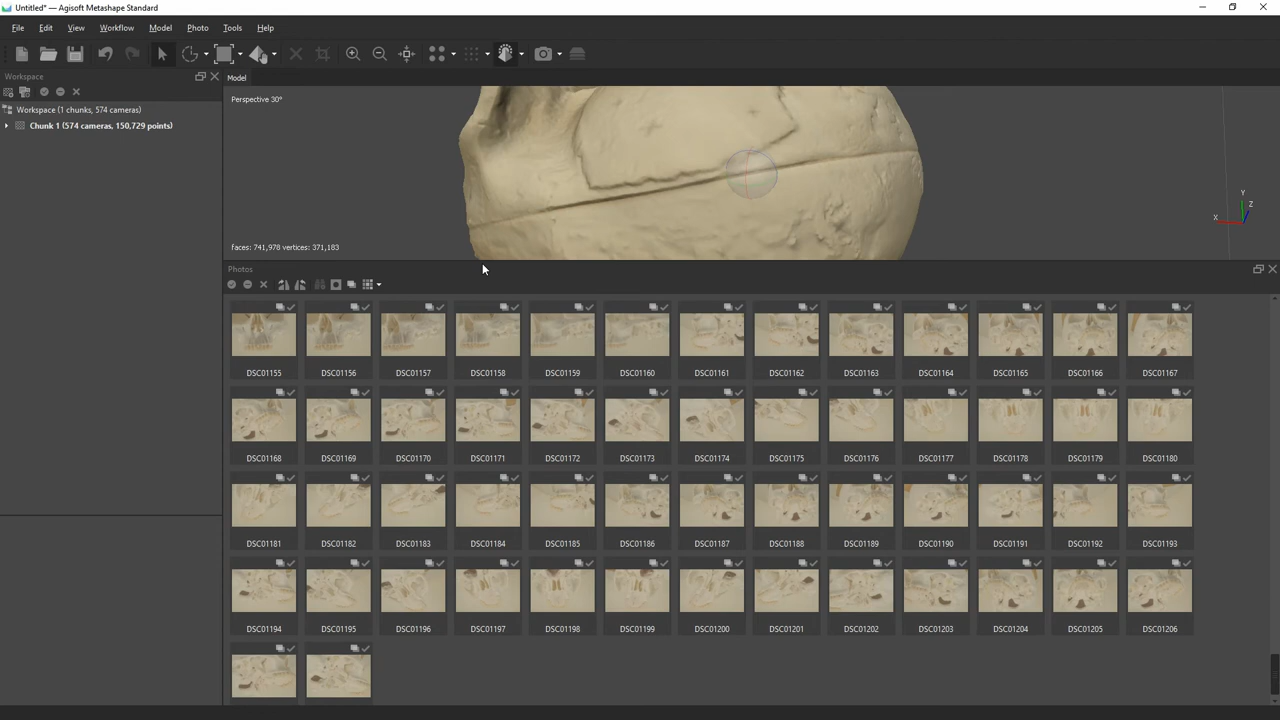 Untitled* — Agisoft Metashape Standard
File Edit View Workflow Model Photo Tools Help
Workspace
Workspace (1 chunks, 574 cameras)
Chunk 1 (574 cameras, 150,729 points)
Model
Perspective 30°
Y
Z
X
faces: 741,978 vertices: 371,183
Photos
DSC01155 DSC01156 DSC01157 DSC01158 DSC01159 DSC01160 DSC01161 DSC01162 DSC01163 DSC01164 DSC01165 DSC01166 DSC01167
DSC01168 DSC01169 DSC01170 DSC01171 DSC01172 DSC01173 DSC01174 DSC01175 DSC01176 DSC01177 DSC01178 DSC01179 DSC01180
DSC01181 DSC01182 DSC01183 DSC01184 DSC01185 DSC01186 DSC01187 DSC01188 DSC01189 DSC01190 DSC01191 DSC01192 DSC01193
DSC01194 DSC01195 DSC01196 DSC01197 DSC01198 DSC01199 DSC01200 DSC01201 DSC01202 DSC01203 DSC01204 DSC01205 DSC01206